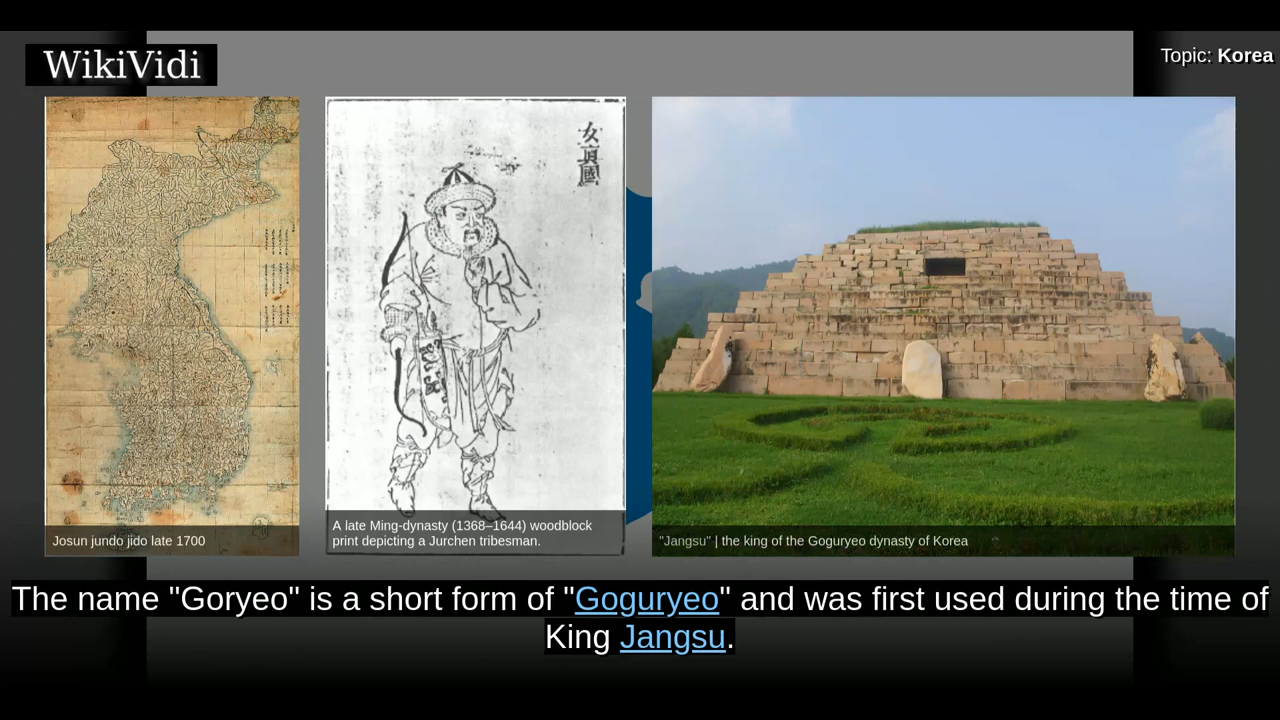 WikiVidi
Topic: Korea
女真國
Josun jundo jido late 1700
A late Ming-dynasty (1368–1644) woodblock
print depicting a Jurchen tribesman.
"Jangsu" | the king of the Goguryeo dynasty of Korea
The name "Goryeo" is a short form of "Goguryeo" and was first used during the time of
King Jangsu.